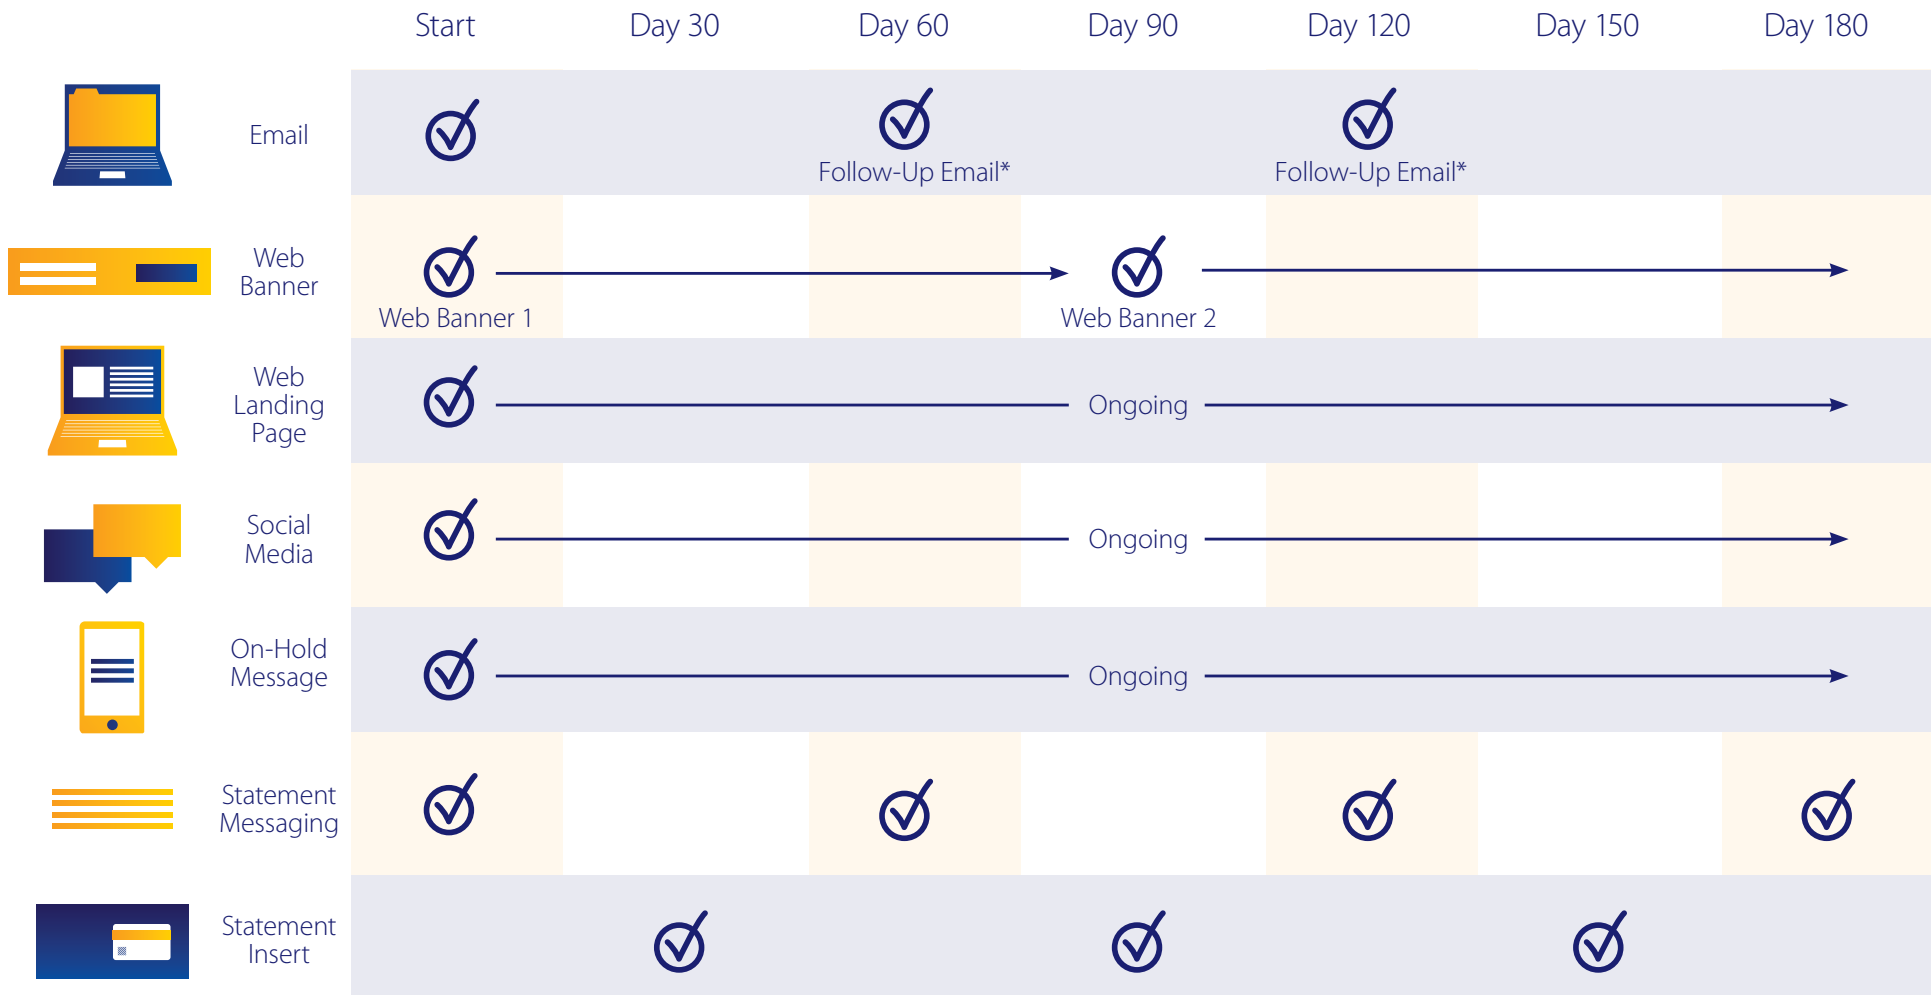 Start Day 30 Day 60 Day 90 Day 120 Day 150 Day 180
Email
Follow-Up Email* Follow-Up Email*
Web
Banner
Web Banner 1 Web Banner 2
Web
Landing
Page
Ongoing
Social
Media
Ongoing
On-Hold
Message
Ongoing
Statement
Messaging
Statement
Insert